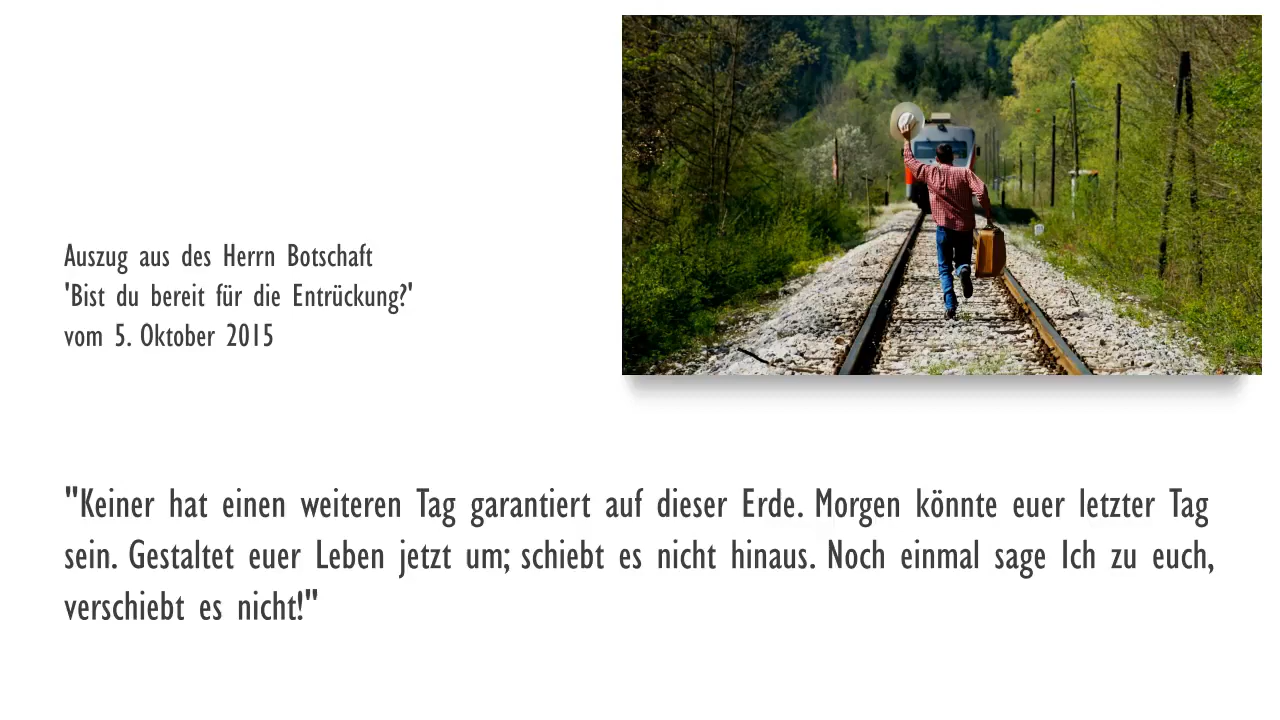 Auszug aus des Herrn Botschaft
'Bist du bereit für die Entrückung?'
vom 5. Oktober 2015
"Keiner hat einen weiteren Tag garantiert auf dieser Erde. Morgen könnte euer letzter Tag
sein. Gestaltet euer Leben jetzt um; schiebt es nicht hinaus. Noch einmal sage Ich zu euch,
verschiebt es nicht!"